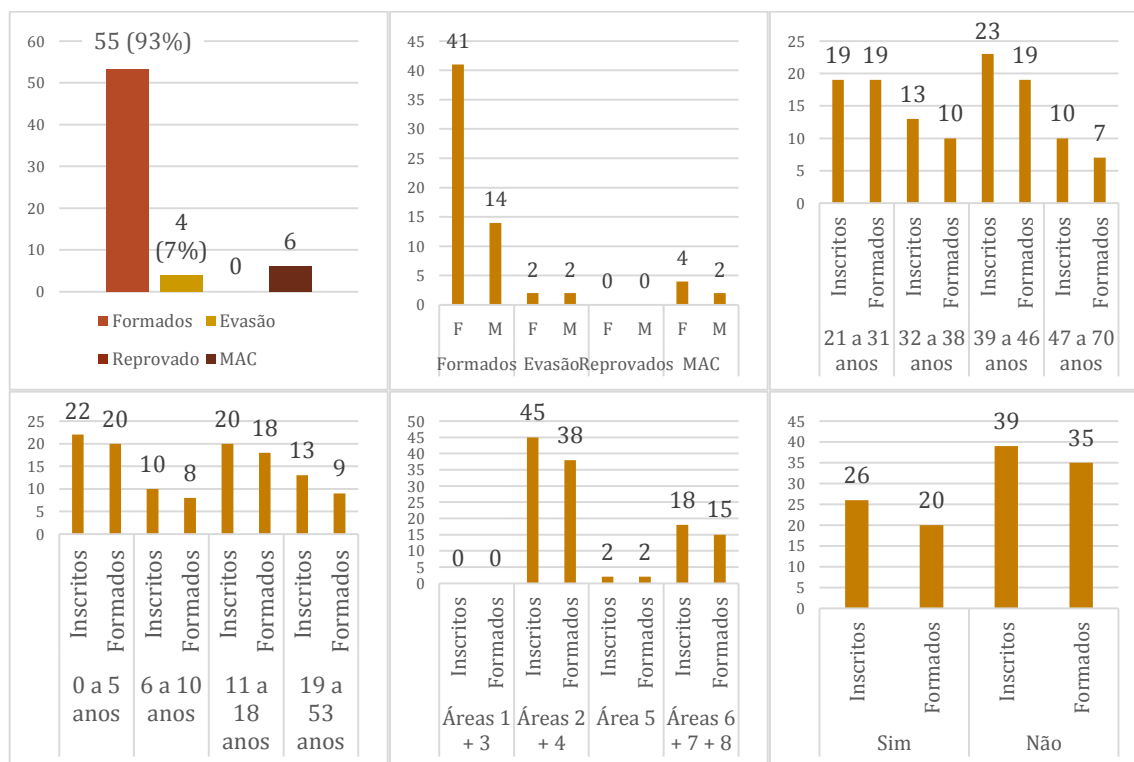 55 (93%)
60
50
40
30
20
10
0
4
(7%)
0
6
Formados
Evasão
Reprovado
MAC
45
40
35
30
25
20
15
10
5
0
41
14
2
2
0
0
4
2
F
M
F
M
F
M
F
M
Formados
Evasão
Reprovados
MAC
25
20
15
10
5
0
19
19
13
10
23
19
10
7
Inscritos
Formados
Inscritos
Formados
Inscritos
Formados
Inscritos
Formados
21 a 31
anos
32 a 38
anos
39 a 46
anos
47 a 70
anos
25
20
15
10
5
0
22
20
10
8
20
18
13
9
Inscritos
Formados
Inscritos
Formados
Inscritos
Formados
Inscritos
Formados
0 a 5
anos
6 a 10
anos
11 a
18
anos
19 a
53
anos
50
45
40
35
30
25
20
15
10
5
0
0
0
45
38
2
2
18
15
Inscritos
Formados
Inscritos
Formados
Inscritos
Formados
Inscritos
Formados
Áreas 1
+ 3
Áreas 2
+ 4
Área 5
Áreas 6
+ 7 + 8
45
40
35
30
25
20
15
10
5
0
26
20
39
35
Inscritos
Formados
Inscritos
Formados
Sim
Não